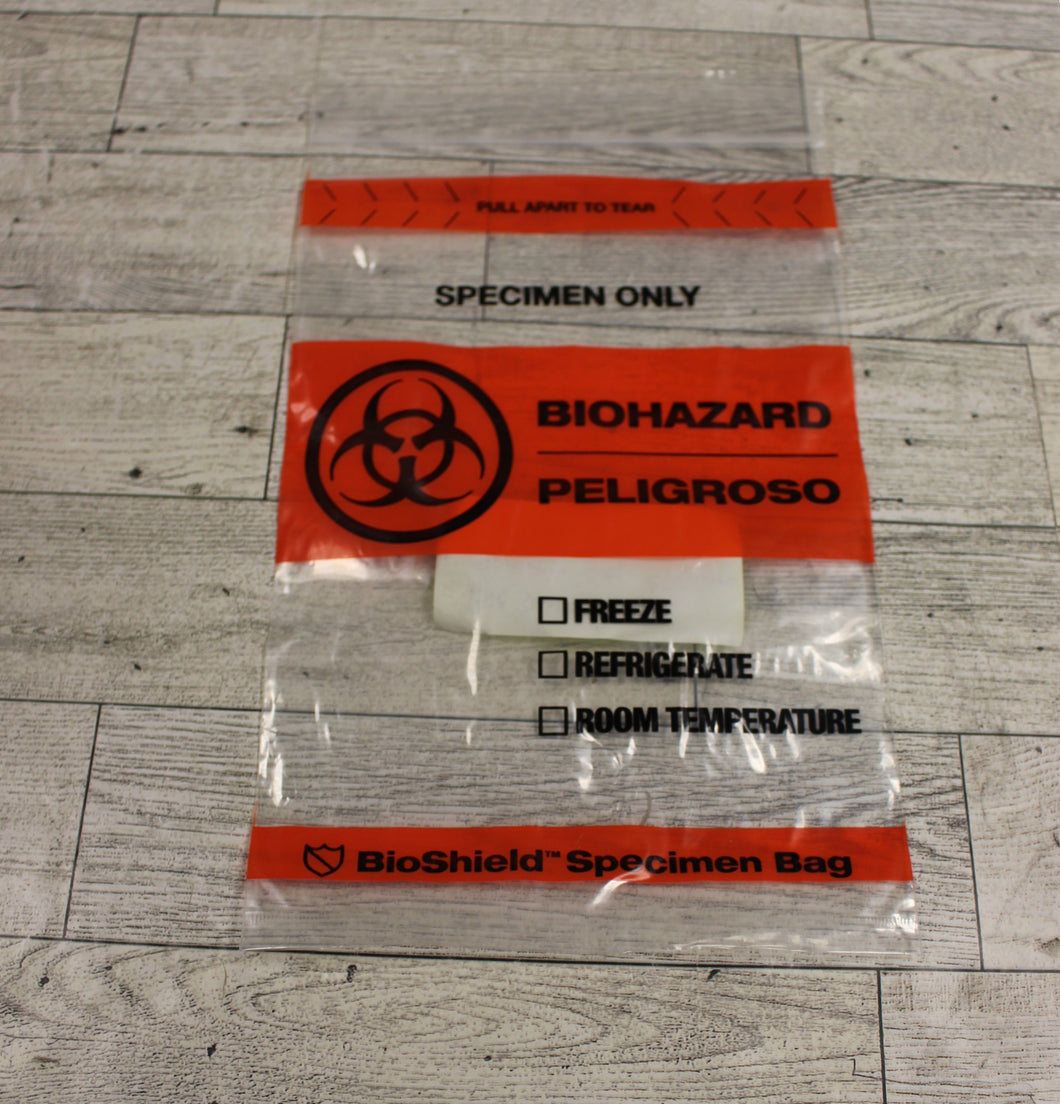 PULL APART TO TEAR
SPECIMEN ONLY
BIOHAZARD
PELIGROSO
FREEZE
REFRIGERATE
ROOM TEMPERATURE
BioShield™ Specimen Bag